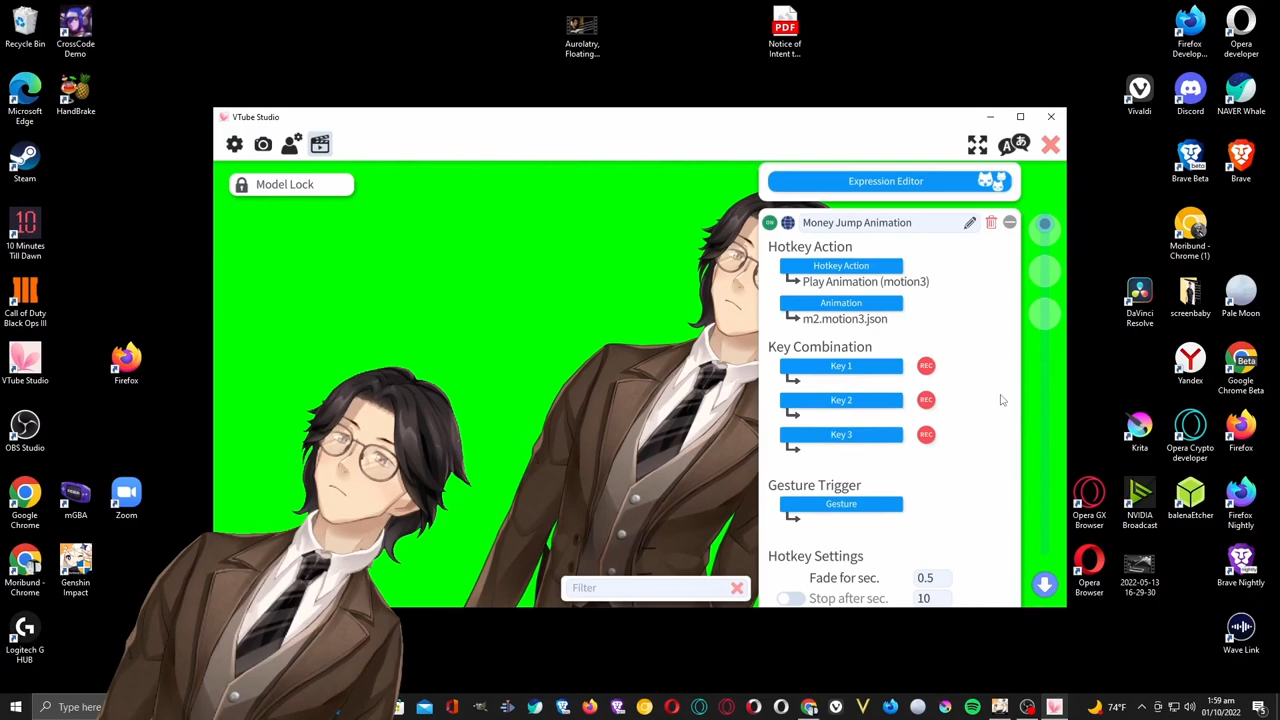 Recycle Bin
CrossCode
Demo
Aurolatry,
Floating...
PDF
Notice of
Intent t...
Firefox
Develop...
Opera
developer
Microsoft
Edge
HandBrake
Vivaldi
Discord
NAVER Whale
VTube Studio
Steam
Model Lock
Expression Editor
beta
Brave Beta
Brave
10
10 Minutes
Till Dawn
ON
Money Jump Animation
Hotkey Action
Hotkey Action
Play Animation (motion3)
Animation
m2.motion3.json
Moribund -
Chrome (1)
Call of Duty
Black Ops III
DaVinci
Resolve
screenbaby
Pale Moon
Key Combination
Key 1
REC
Key 2
REC
Key 3
REC
VTube Studio
Firefox
Yandex
Beta
Google
Chrome Beta
OBS Studio
Krita
Opera Crypto
developer
Firefox
Gesture Trigger
Gesture
Google
Chrome
mGBA
Zoom
Opera GX
Browser
NVIDIA
Broadcast
balenaEtcher
Firefox
Nightly
Hotkey Settings
Fade for sec.
0.5
Stop after sec.
10
Filter
Moribund -
Chrome
Genshin
Impact
Opera
Browser
2022-05-13
16-29-30
nightly
Brave Nightly
Logitech G
HUB
Wave Link
Type here
74°F
1:59 am
01/10/2022